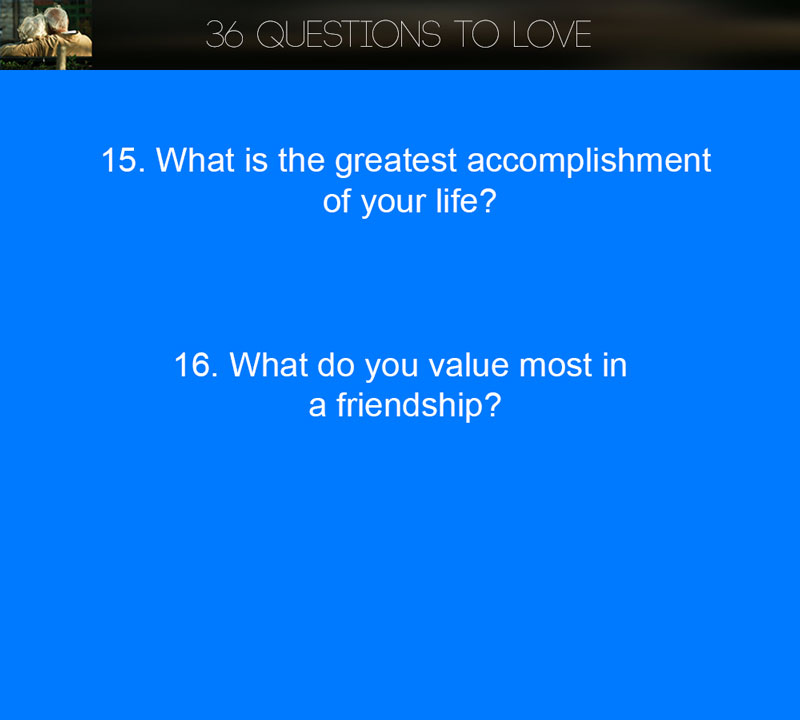 36 QUESTIONS TO LOVE
15. What is the greatest accomplishment
of your life?
16. What do you value most in
a friendship?